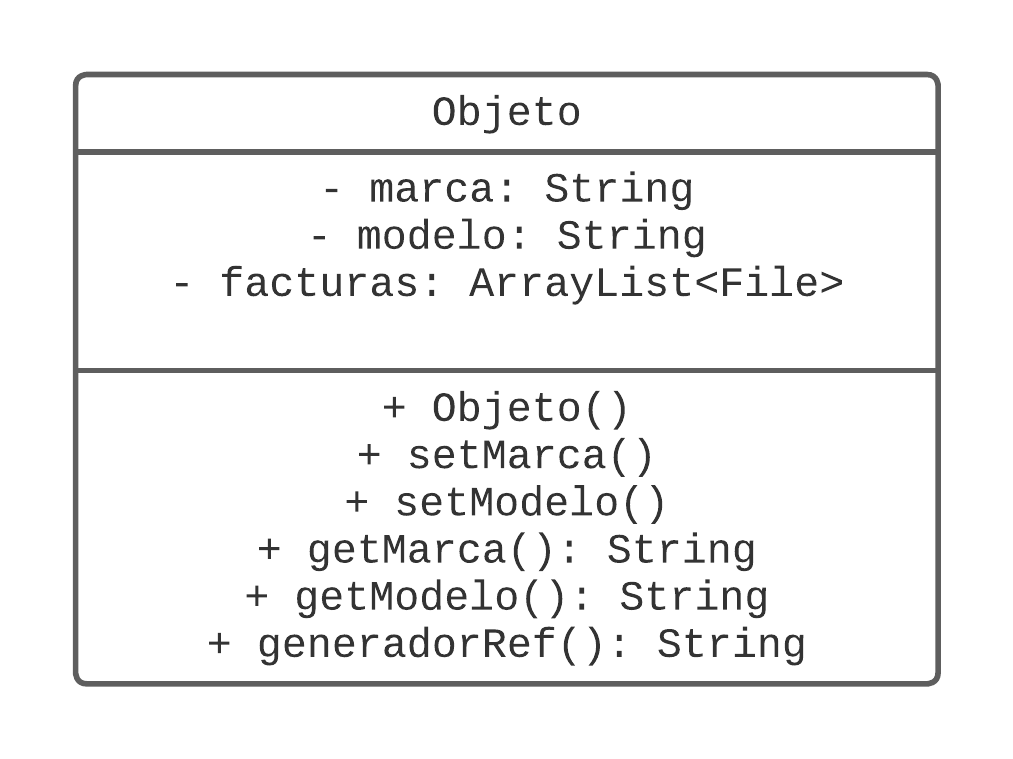 Objeto
- marca: String
- modelo: String
- facturas: ArrayList<File>
+ Objeto()
+ setMarca()
+ setModelo()
+ getMarca(): String
+ getModelo(): String
+ generadorRef(): String